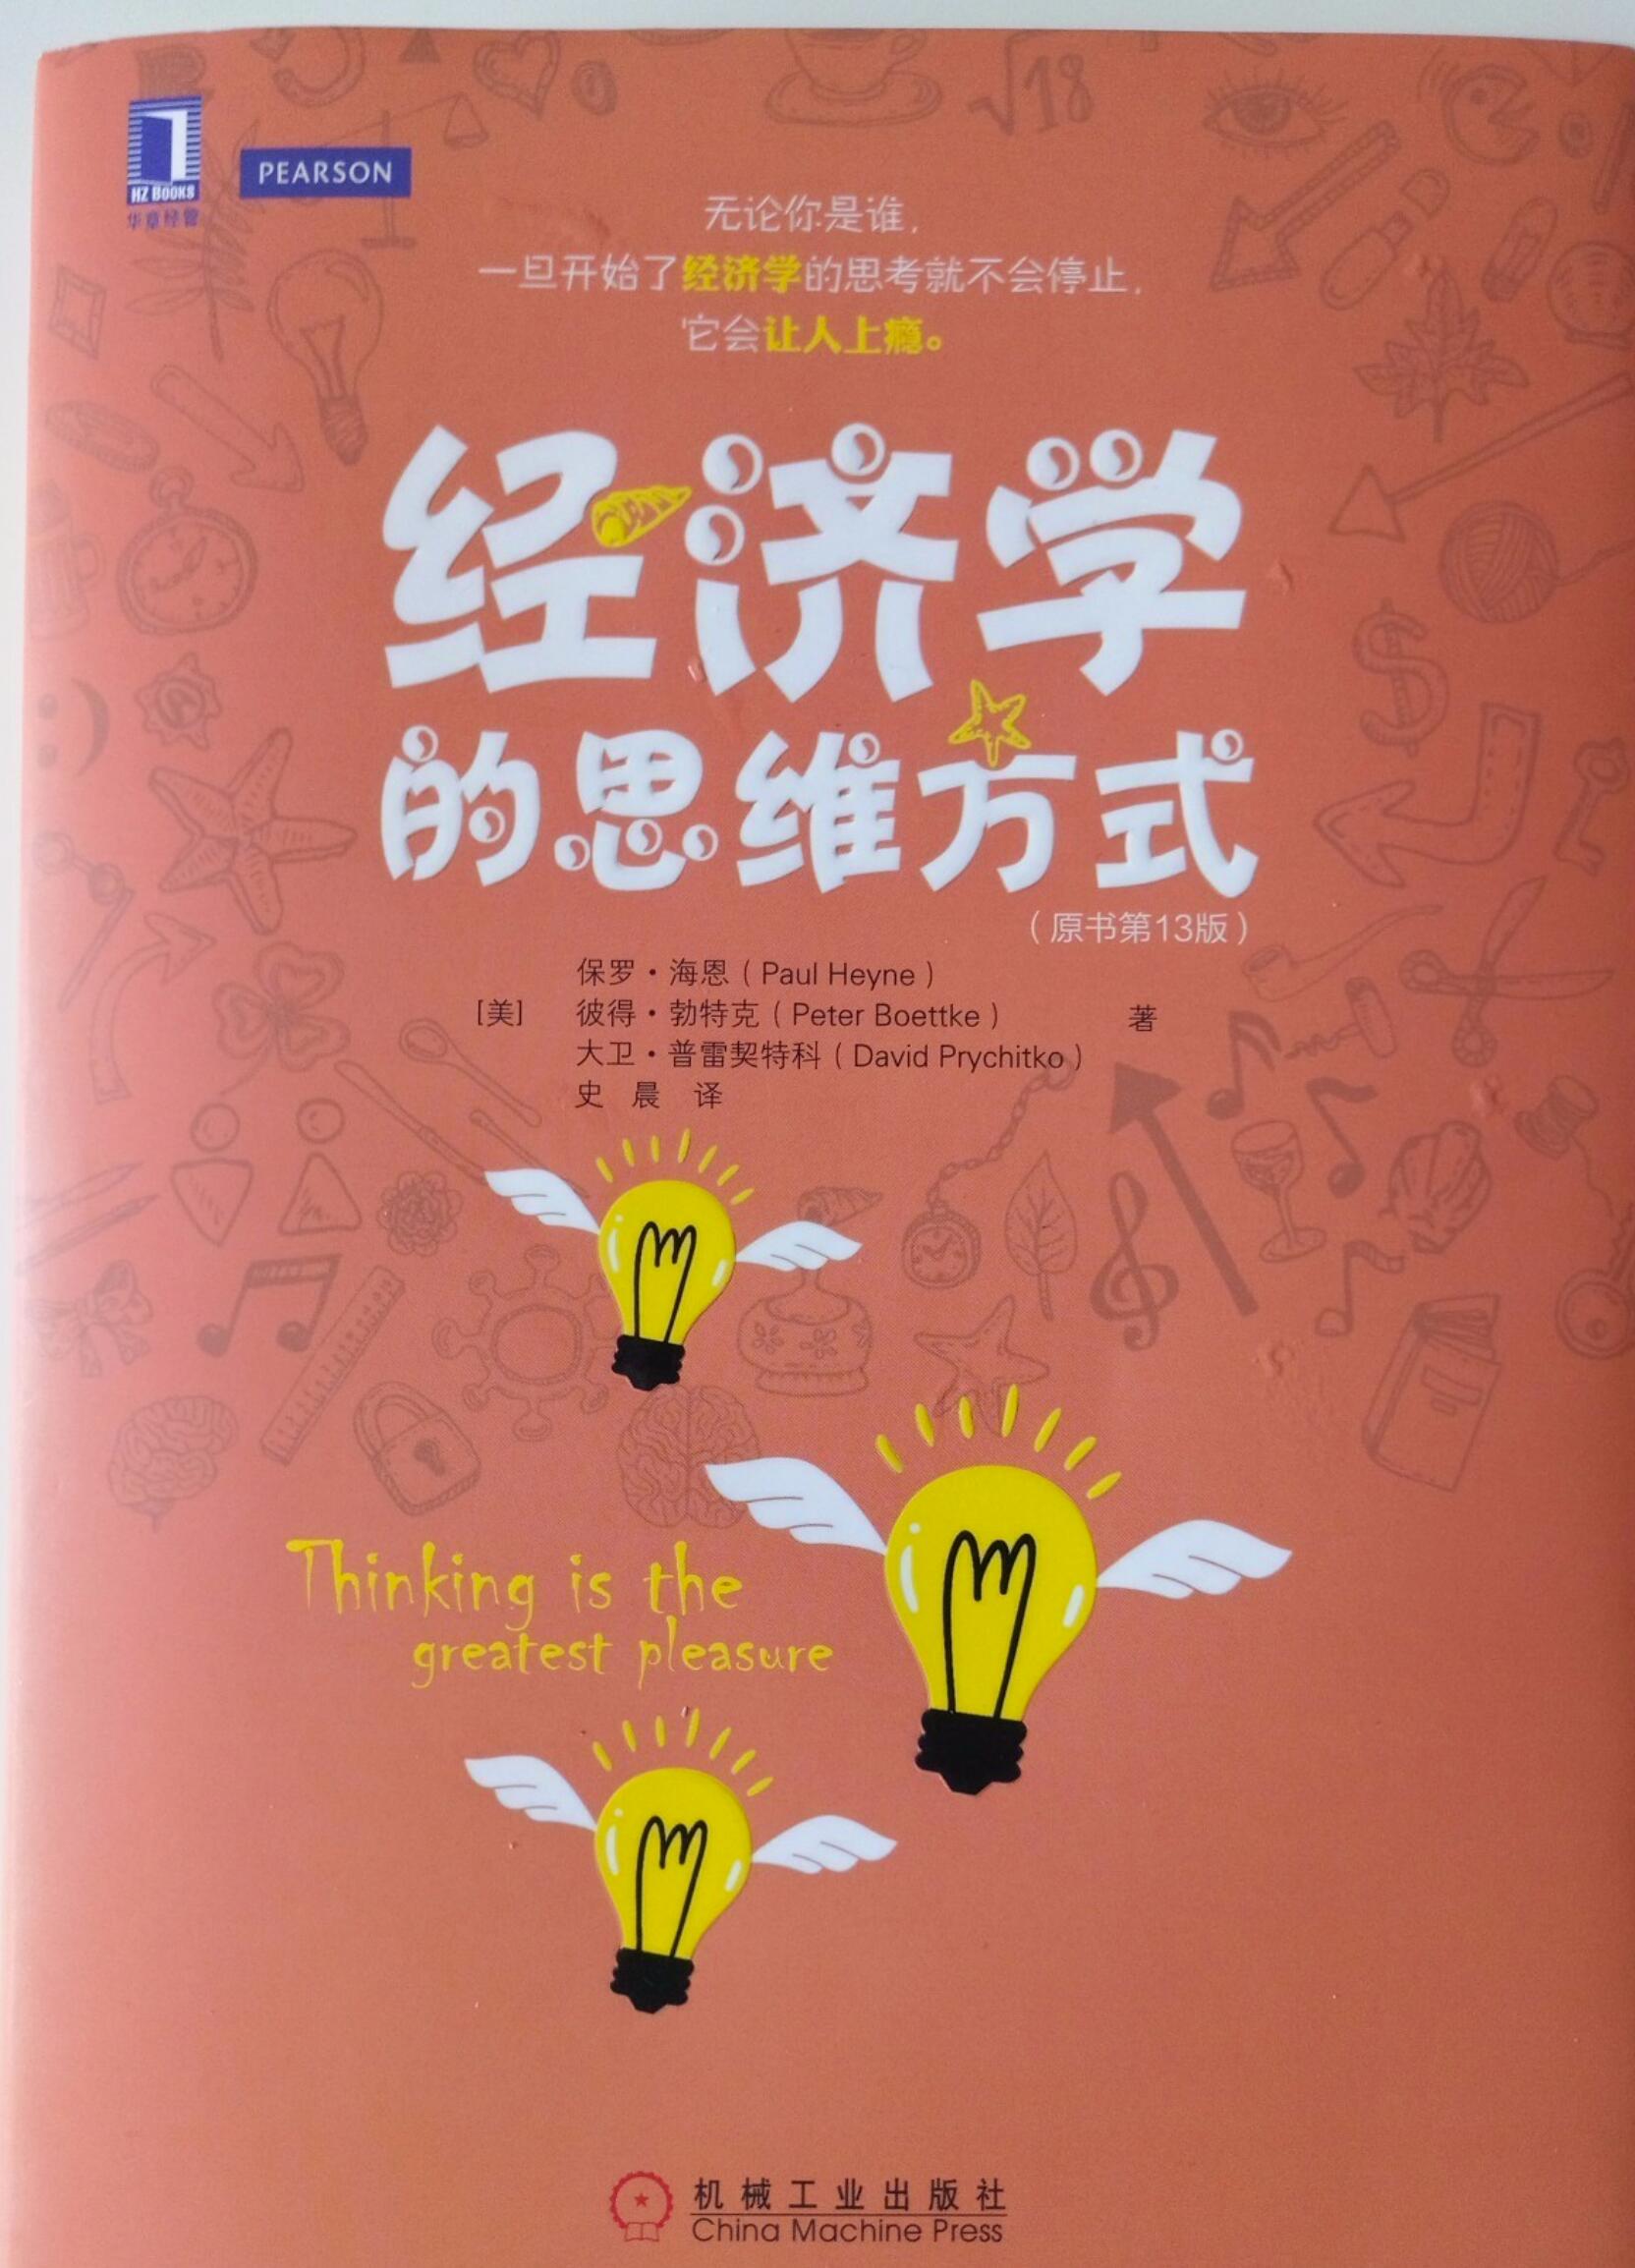 HZ BOOKS
华章经管
PEARSON
无论你是谁，
一旦开始了经济学的思考就不会停止，
它会让人上瘾。
√18
经济学
的思维方式
（原书第13版）
保罗·海恩（Paul Heyne）
[美] 彼得·勃特克（Peter Boettke） 著
大卫·普雷契特科（David Prychitko）
史晨 译
Thinking is the
greatest pleasure
机械工业出版社
China Machine Press